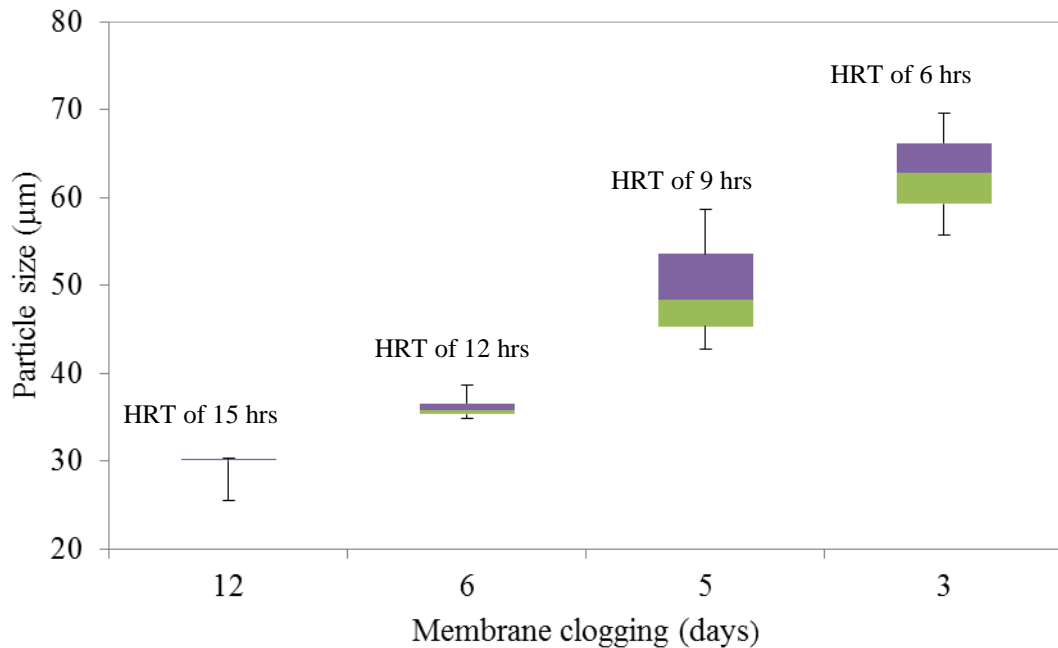 80
70
60
50
40
30
20
Particle size (µm)
HRT of 15 hrs
HRT of 12 hrs
HRT of 9 hrs
HRT of 6 hrs
12
6
5
3
Membrane clogging (days)